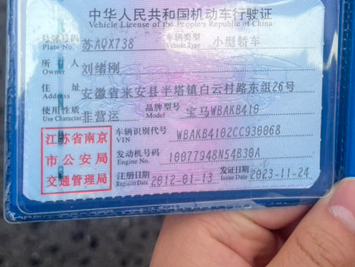 中华人民共和国机动车行驶证
Vehicle License of the People's Republic of China
号牌号码 苏AQX738 车辆类型 小型轿车
Plate No. Vehicle Type
所有人 刘绪刚
Owner
住址 安徽省来安县半塔镇白云村路东组26号
Address
使用性质 非营运 品牌型号 宝马WBAKB410
Use Character Model
江苏省南京
市公安局
交通管理局
车辆识别代号 WBAKB4102CC930068
VIN
发动机号码 10077948N54B30A
Engine No.
注册日期 2012-01-13 发证日期 2023-11-24
Register Date Issue Date